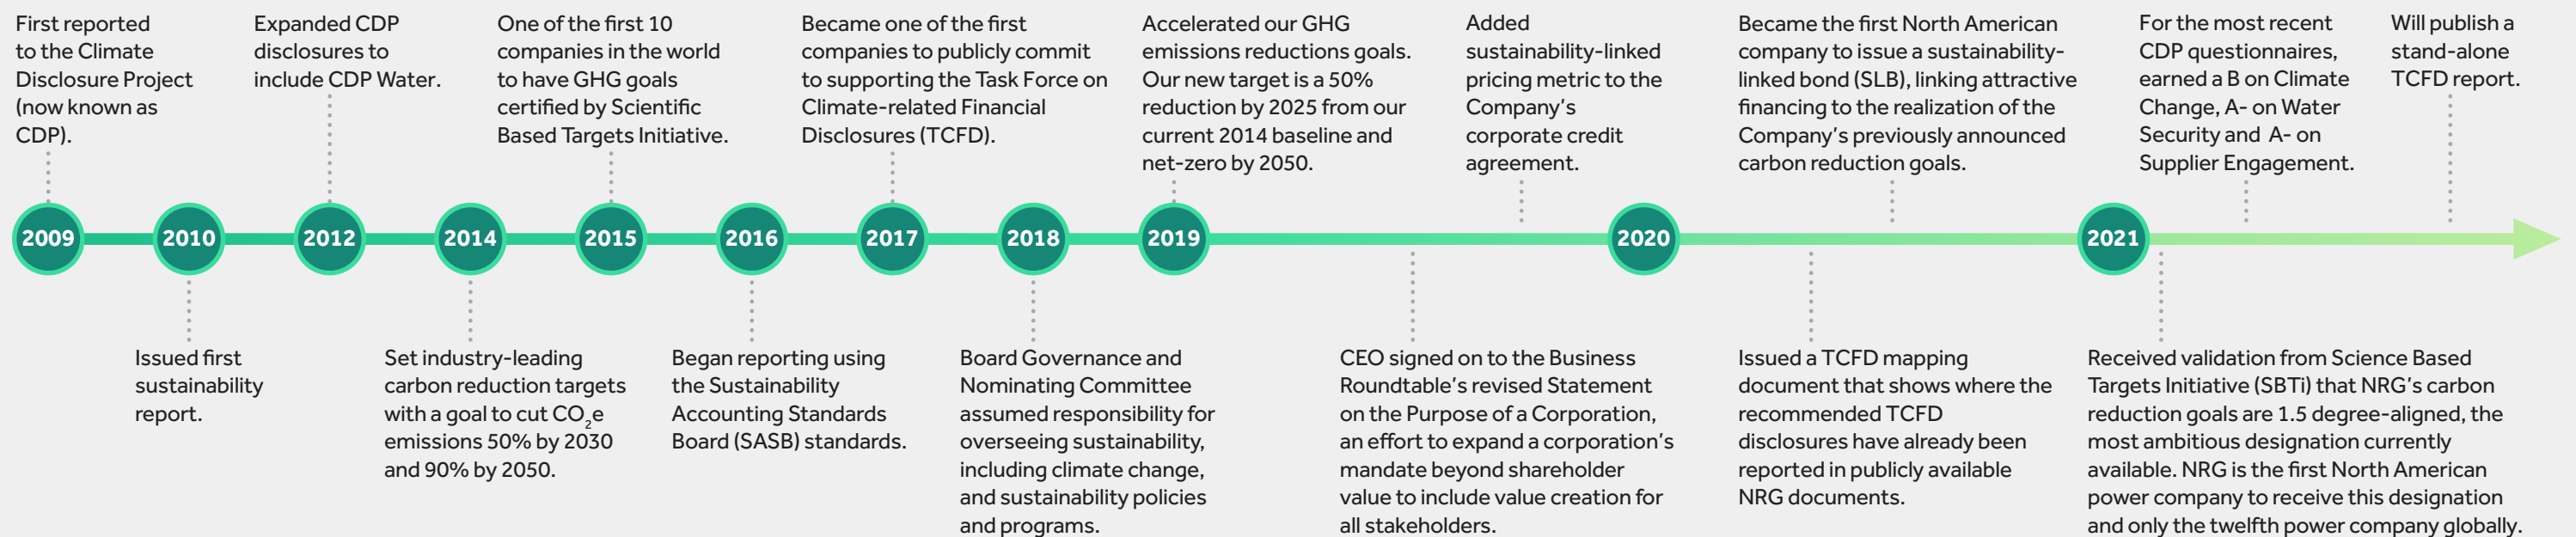 First reported
to the Climate
Disclosure Project
(now known as
CDP).
Expanded CDP
disclosures to
include CDP Water.
One of the first 10
companies in the world
to have GHG goals
certified by Scientific
Based Targets Initiative.
Became one of the first
companies to publicly commit
to supporting the Task Force on
Climate-related Financial
Disclosures (TCFD).
Accelerated our GHG
emissions reductions goals.
Our new target is a 50%
reduction by 2025 from our
current 2014 baseline and
net-zero by 2050.
Added
sustainability-linked
pricing metric to the
Company's
corporate credit
agreement.
Became the first North American
company to issue a sustainability-
linked bond (SLB), linking attractive
financing to the realization of the
Company's previously announced
carbon reduction goals.
For the most recent
CDP questionnaires,
earned a B on Climate
Change, A- on Water
Security and A- on
Supplier Engagement.
Will publish a
stand-alone
TCFD report.
2009
2010
2012
2014
2015
2016
2017
2018
2019
2020
2021
Issued first
sustainability
report.
Set industry-leading
carbon reduction targets
with a goal to cut CO₂e
emissions 50% by 2030
and 90% by 2050.
Began reporting using
the Sustainability
Accounting Standards
Board (SASB) standards.
Board Governance and
Nominating Committee
assumed responsibility for
overseeing sustainability,
including climate change,
and sustainability policies
and programs.
CEO signed on to the Business
Roundtable's revised Statement
on the Purpose of a Corporation,
an effort to expand a corporation's
mandate beyond shareholder
value to include value creation for
all stakeholders.
Issued a TCFD mapping
document that shows where the
recommended TCFD
disclosures have already been
reported in publicly available
NRG documents.
Received validation from Science Based
Targets Initiative (SBTi) that NRG's carbon
reduction goals are 1.5 degree-aligned, the
most ambitious designation currently
available. NRG is the first North American
power company to receive this designation
and only the twelfth power company globally.